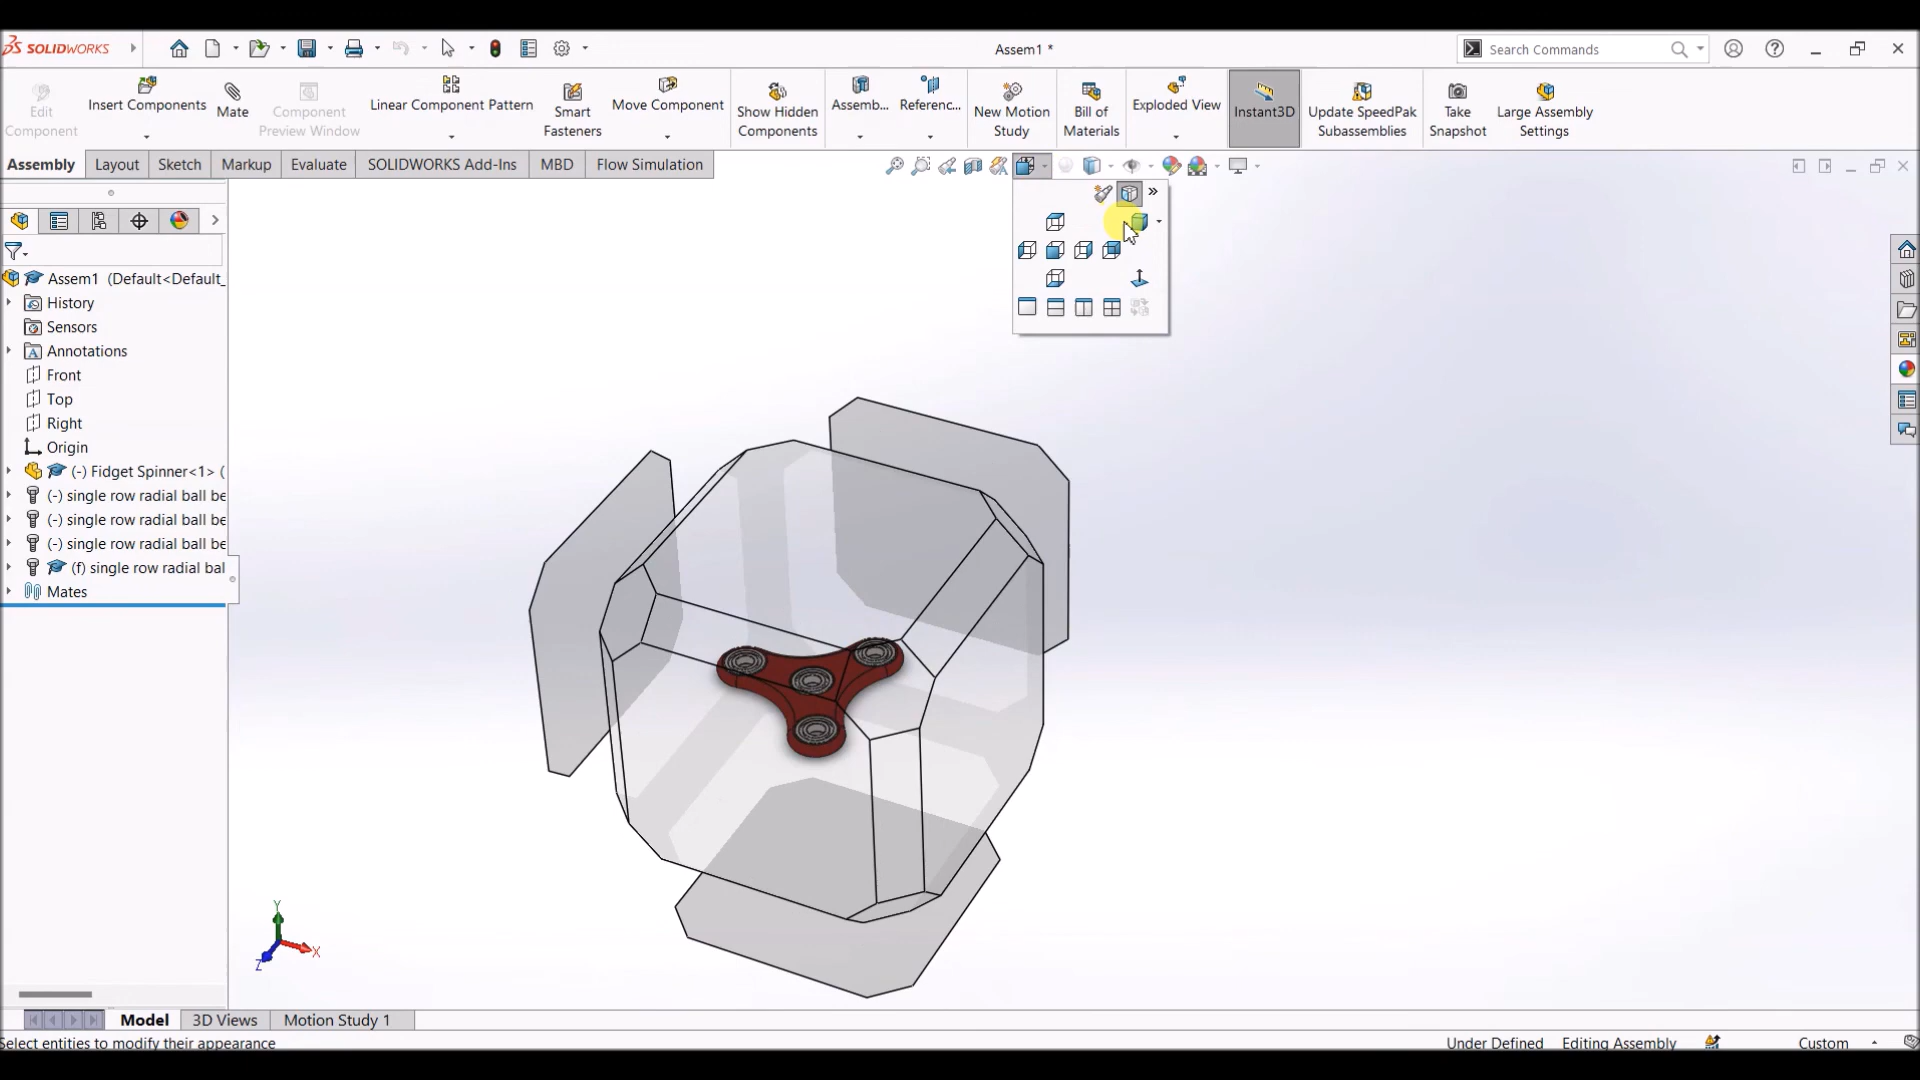 SOLIDWORKS
Assem1 *
Search Commands
Edit Component
Insert Components
Mate
Component Preview Window
Linear Component Pattern
Smart Fasteners
Move Component
Show Hidden Components
Assemb...
Referenc...
New Motion Study
Bill of Materials
Exploded View
Instant3D
Update SpeedPak Subassemblies
Take Snapshot
Large Assembly Settings
Assembly
Layout
Sketch
Markup
Evaluate
SOLIDWORKS Add-Ins
MBD
Flow Simulation
Assem1 (Default<Default_
History
Sensors
Annotations
Front
Top
Right
Origin
(-) Fidget Spinner<1> (
(-) single row radial ball be
(-) single row radial ball be
(-) single row radial ball be
(f) single row radial bal
Mates
Y
X
Z
Model
3D Views
Motion Study 1
Select entities to modify their appearance
Under Defined
Editing Assembly
Custom